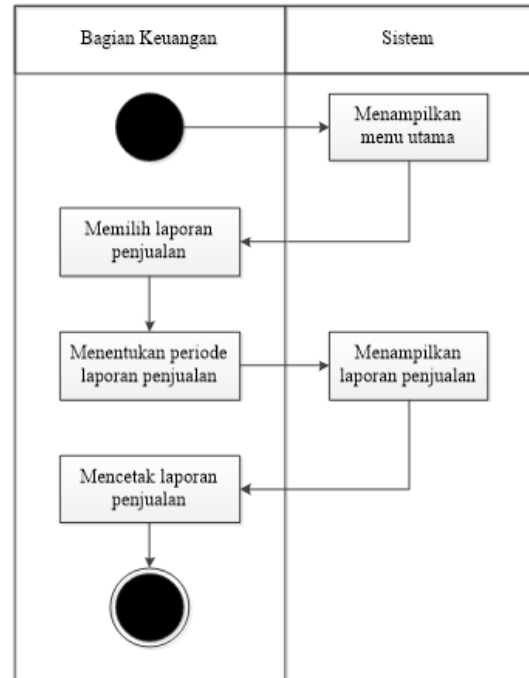 Bagian Keuangan
Sistem
Menampilkan
menu utama
Memilih laporan
penjualan
Menentukan periode
laporan penjualan
Menampilkan
laporan penjualan
Mencetak laporan
penjualan